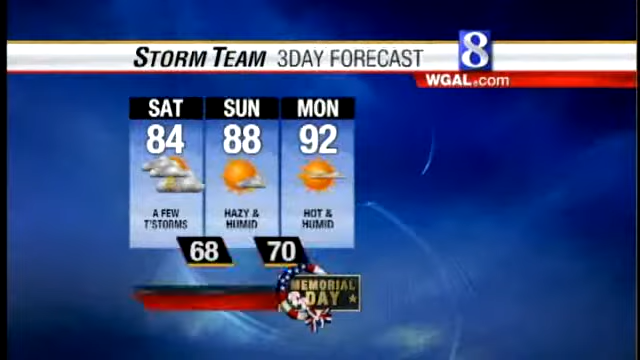 STORM TEAM 3DAY FORECAST
8
WGAL.com
SAT SUN MON
84 88 92
A FEW
T'STORMS
HAZY &
HUMID
HOT &
HUMID
68 70
MEMORIAL
DAY